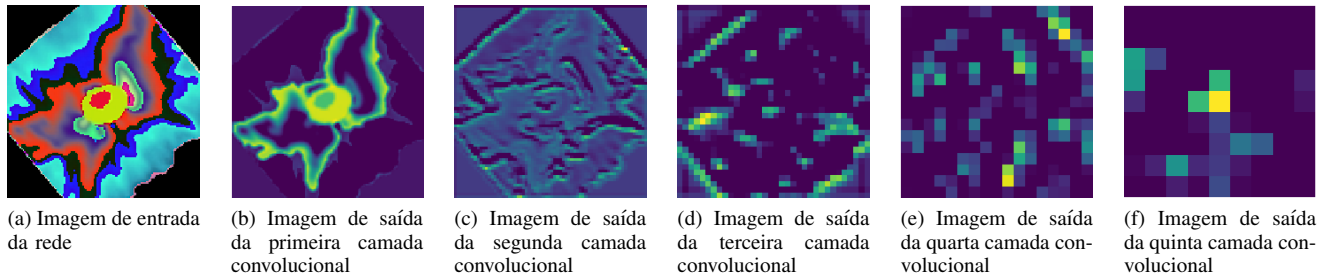 (a) Imagem de entrada
da rede
(b) Imagem de saída
da primeira camada
convolucional
(c) Imagem de saída
da segunda camada
convolucional
(d) Imagem de saída
da terceira camada
convolucional
(e) Imagem de saída
da quarta camada con-
volucional
(f) Imagem de saída
da quinta camada con-
volucional